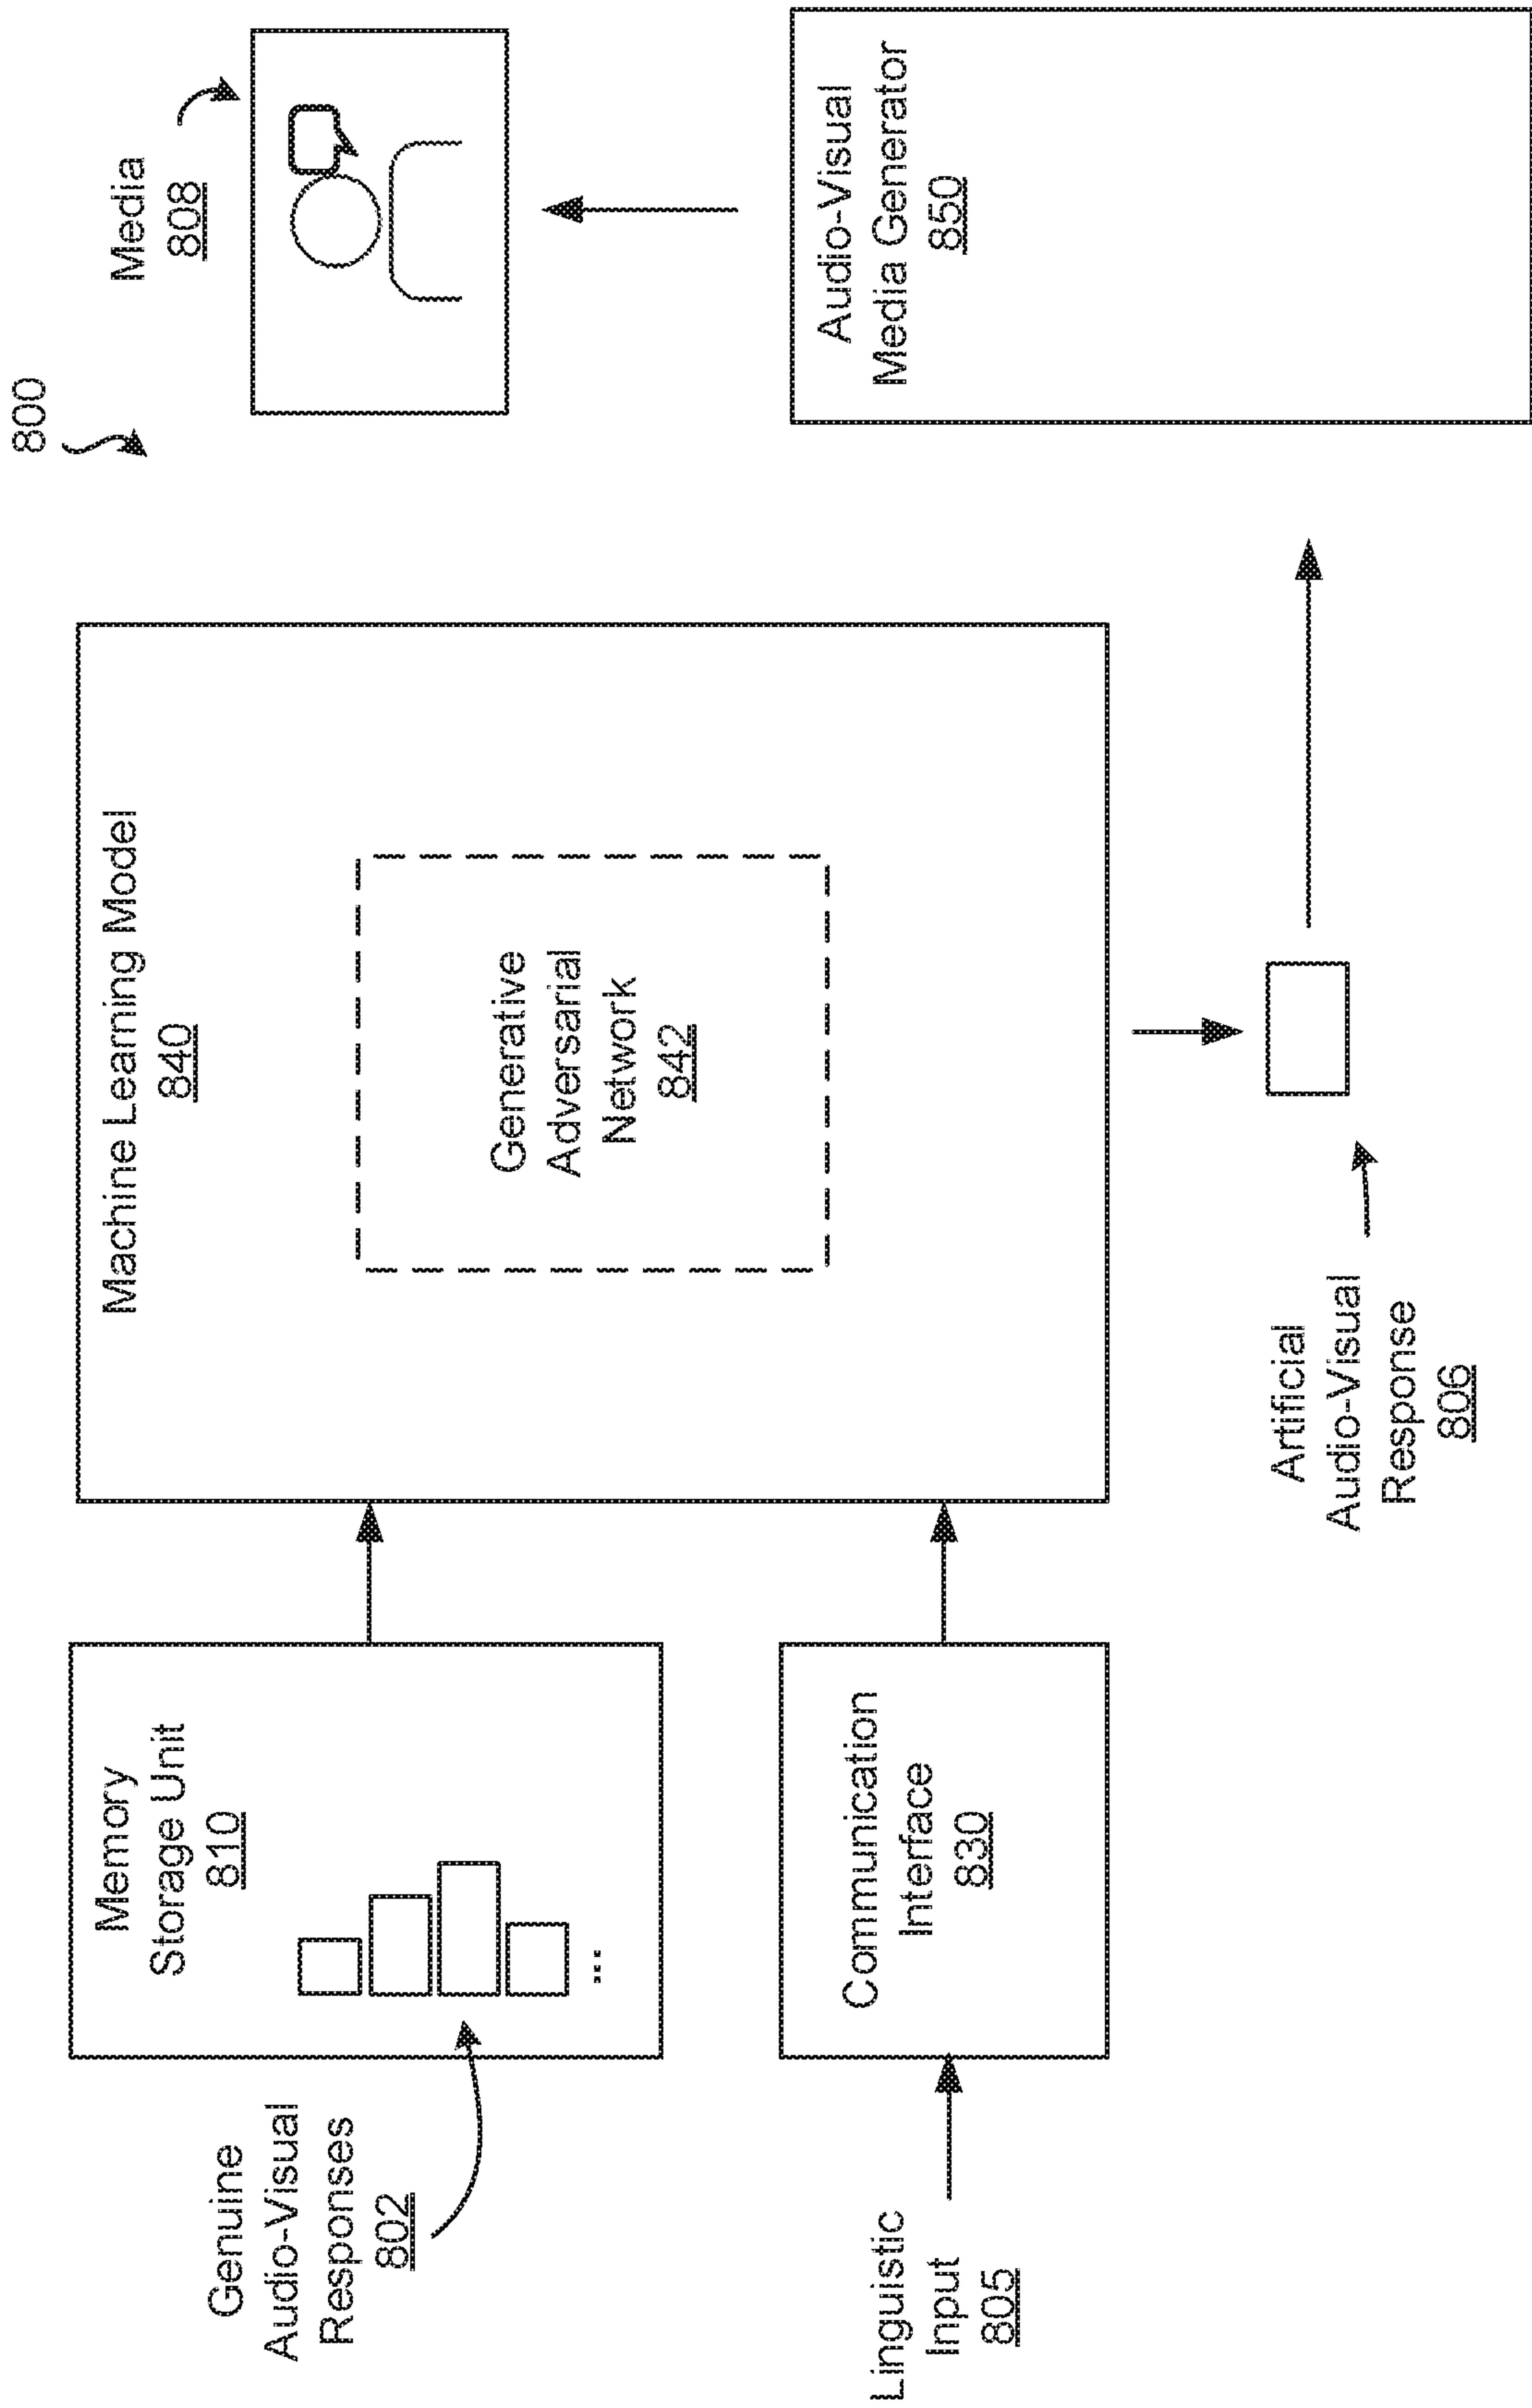 800
Genuine
Audio-Visual
Responses
802
Memory
Storage Unit
810
...
Linguistic
Input
805
Communication
Interface
830
Machine Learning Model
840
Generative
Adversarial
Network
842
Artificial
Audio-Visual
Response
806
Media
808
Audio-Visual
Media Generator
850